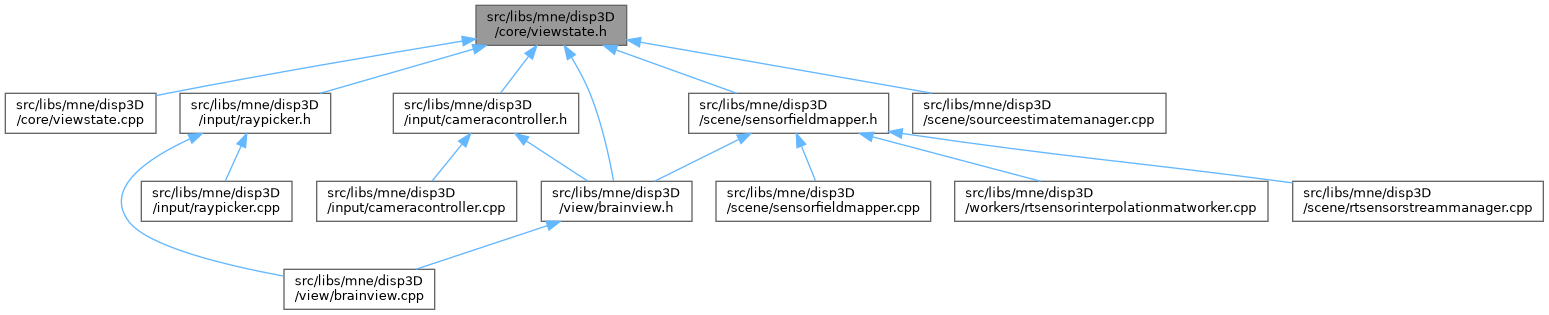 src/libs/mne/disp3D
/core/viewstate.h
src/libs/mne/disp3D
/core/viewstate.cpp
src/libs/mne/disp3D
/input/raypicker.h
src/libs/mne/disp3D
/input/cameracontroller.h
src/libs/mne/disp3D
/scene/sensorfieldmapper.h
src/libs/mne/disp3D
/scene/sourceestimatemanager.cpp
src/libs/mne/disp3D
/input/raypicker.cpp
src/libs/mne/disp3D
/input/cameracontroller.cpp
src/libs/mne/disp3D
/view/brainview.h
src/libs/mne/disp3D
/scene/sensorfieldmapper.cpp
src/libs/mne/disp3D
/workers/rtsensorinterpolationmatworker.cpp
src/libs/mne/disp3D
/scene/rtsensorstreammanager.cpp
src/libs/mne/disp3D
/view/brainview.cpp